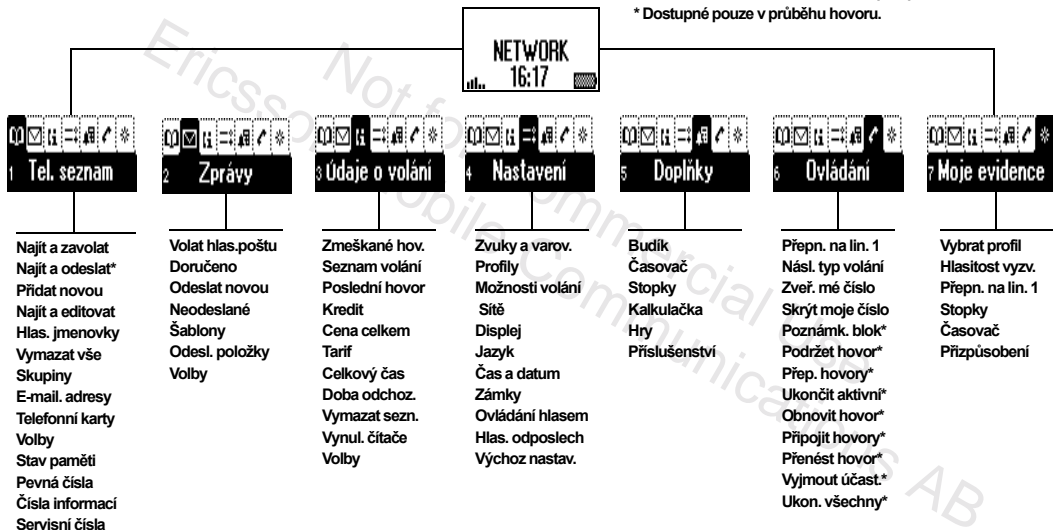 * Dostupné pouze v průběhu hovoru.
NETWORK
16:17
1 Tel. seznam
Najít a zavolat
Najít a odeslat*
Přidat novou
Najít a editovat
Hlas. jmenovky
Vymazat vše
Skupiny
E-mail. adresy
Telefonní karty
Volby
Stav paměti
Pevná čísla
Čísla informací
Servisní čísla
2 Zprávy
Volat hlas.poštu
Doručeno
Odeslat novou
Neodeslané
Šablony
Odesl. položky
Volby
3 Údaje o volání
Zmeškané hov.
Seznam volání
Poslední hovor
Kredit
Cena celkem
Tarif
Celkový čas
Doba odchoz.
Vymazat sezn.
Vynul. čítače
Volby
4 Nastavení
Zvuky a varov.
Profily
Možnosti volání
Sítě
Displej
Jazyk
Čas a datum
Zámky
Ovládání hlasem
Hlas. odposlech
Výchoz nastav.
5 Doplňky
Budík
Časovač
Stopky
Kalkulačka
Hry
Příslušenství
6 Ovládání
Přepn. na lin. 1
Násl. typ volání
Zveř. mé číslo
Skrýt moje číslo
Poznámk. blok*
Podržet hovor*
Přep. hovory*
Ukončit aktivní*
Obnovit hovor*
Připojit hovory*
Přenést hovor*
Vyjmout účast.*
Ukon. všechny*
7 Moje evidence
Vybrat profil
Hlasitost vyzv.
Přepn. na lin. 1
Stopky
Časovač
Přizpůsobení
Not for Commercial Use
Ericsson Mobile Communications AB